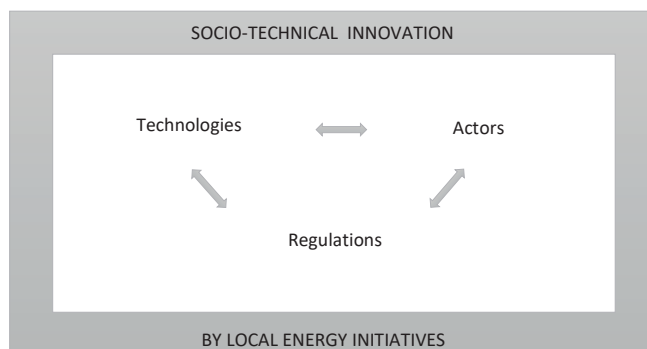 SOCIO-TECHNICAL INNOVATION
Technologies
Actors
Regulations
BY LOCAL ENERGY INITIATIVES